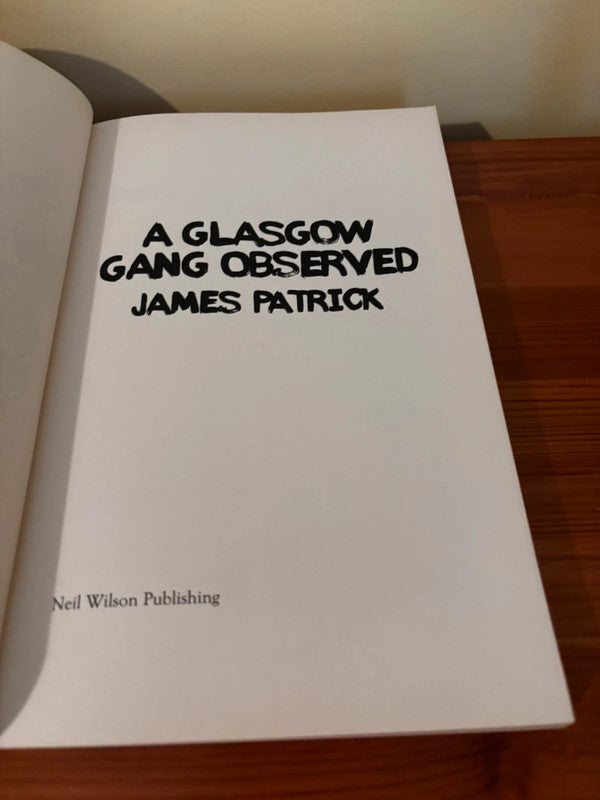 A GLASGOW
GANG OBSERVED
JAMES PATRICK
Neil Wilson Publishing